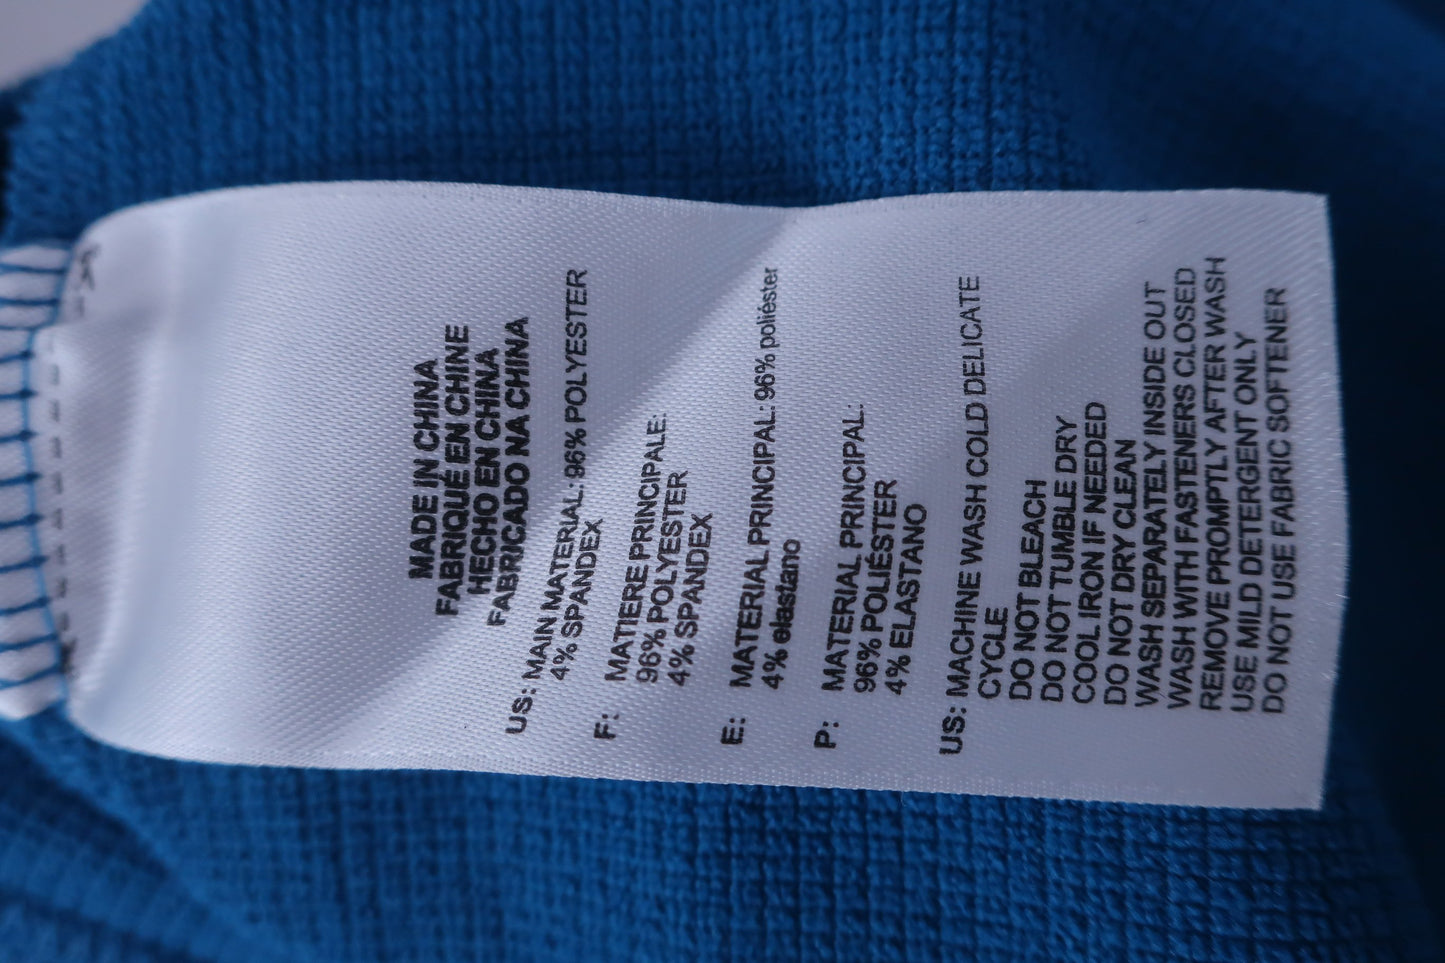 MADE IN CHINA
FABRIQUÉ EN CHINE
HECHO EN CHINA
FABRICADO NA CHINA
US: MAIN MATERIAL: 96% POLYESTER
4% SPANDEX
F: MATIERE PRINCIPALE:
96% POLYESTER
4% SPANDEX
E: MATERIAL PRINCIPAL: 96% poliéster
4% elastano
P: MATERIAL PRINCIPAL:
96% POLIÉSTER
4% ELASTANO
US: MACHINE WASH COLD DELICATE
CYCLE
DO NOT BLEACH
DO NOT TUMBLE DRY
COOL IRON IF NEEDED
DO NOT DRY CLEAN
WASH SEPARATELY INSIDE OUT
WASH WITH FASTENERS CLOSED
REMOVE PROMPTLY AFTER WASH
USE MILD DETERGENT ONLY
DO NOT USE FABRIC SOFTENER